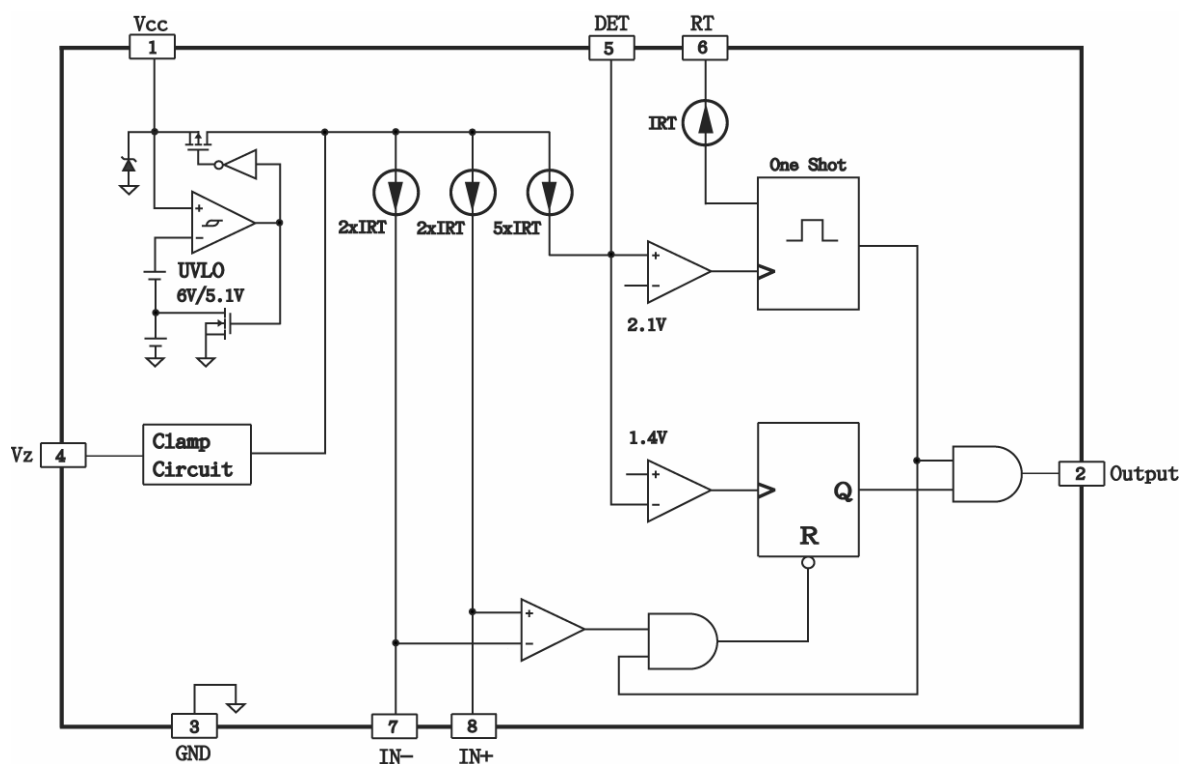 Vcc
1
DET
5
RT
6
IRT
One Shot
2xIRT
2xIRT
5xIRT
+
-
UVLO
6V/5.1V
+
-
2.1V
Vz
4
Clamp
Circuit
1.4V
+
-
Q
R
2
Output
+
-
3
GND
7
IN-
8
IN+